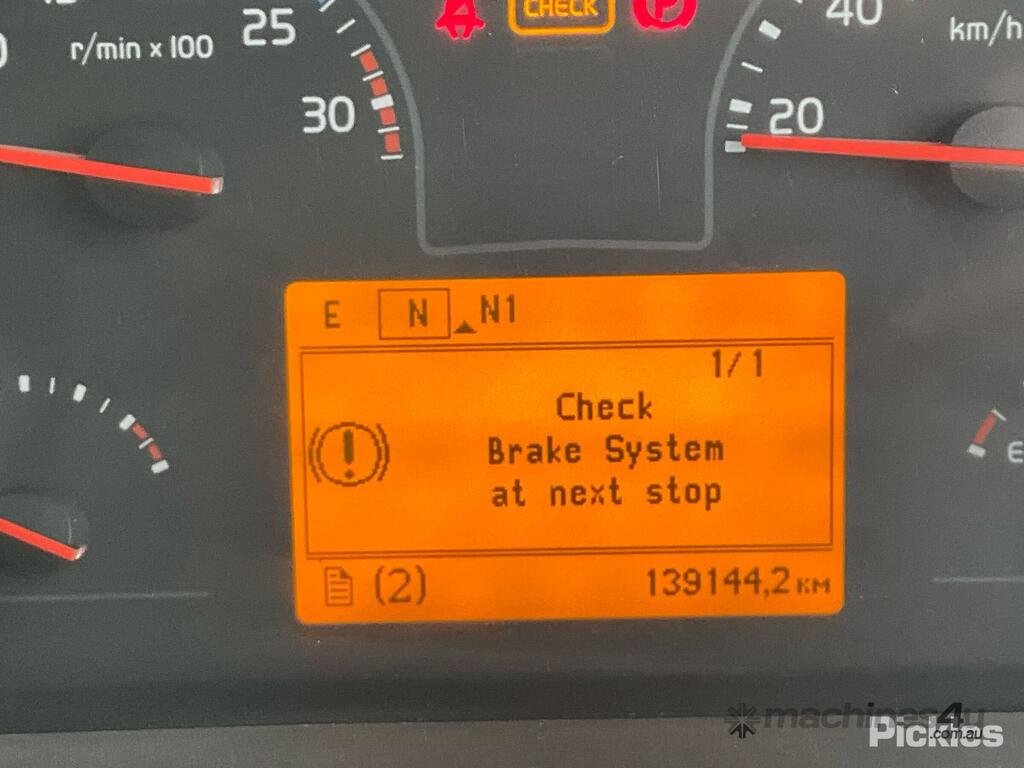 CHECK
P
40
25
r/min x 100
km/h
30
20
E N N1
1/1
Check
Brake System
at next stop
E
(2) 139144,2 км
machines4u
.com.au
Pickles